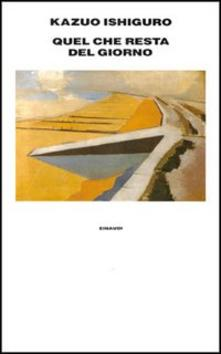 KAZUO ISHIGURO
QUEL CHE RESTA
DEL GIORNO
EINAUDI